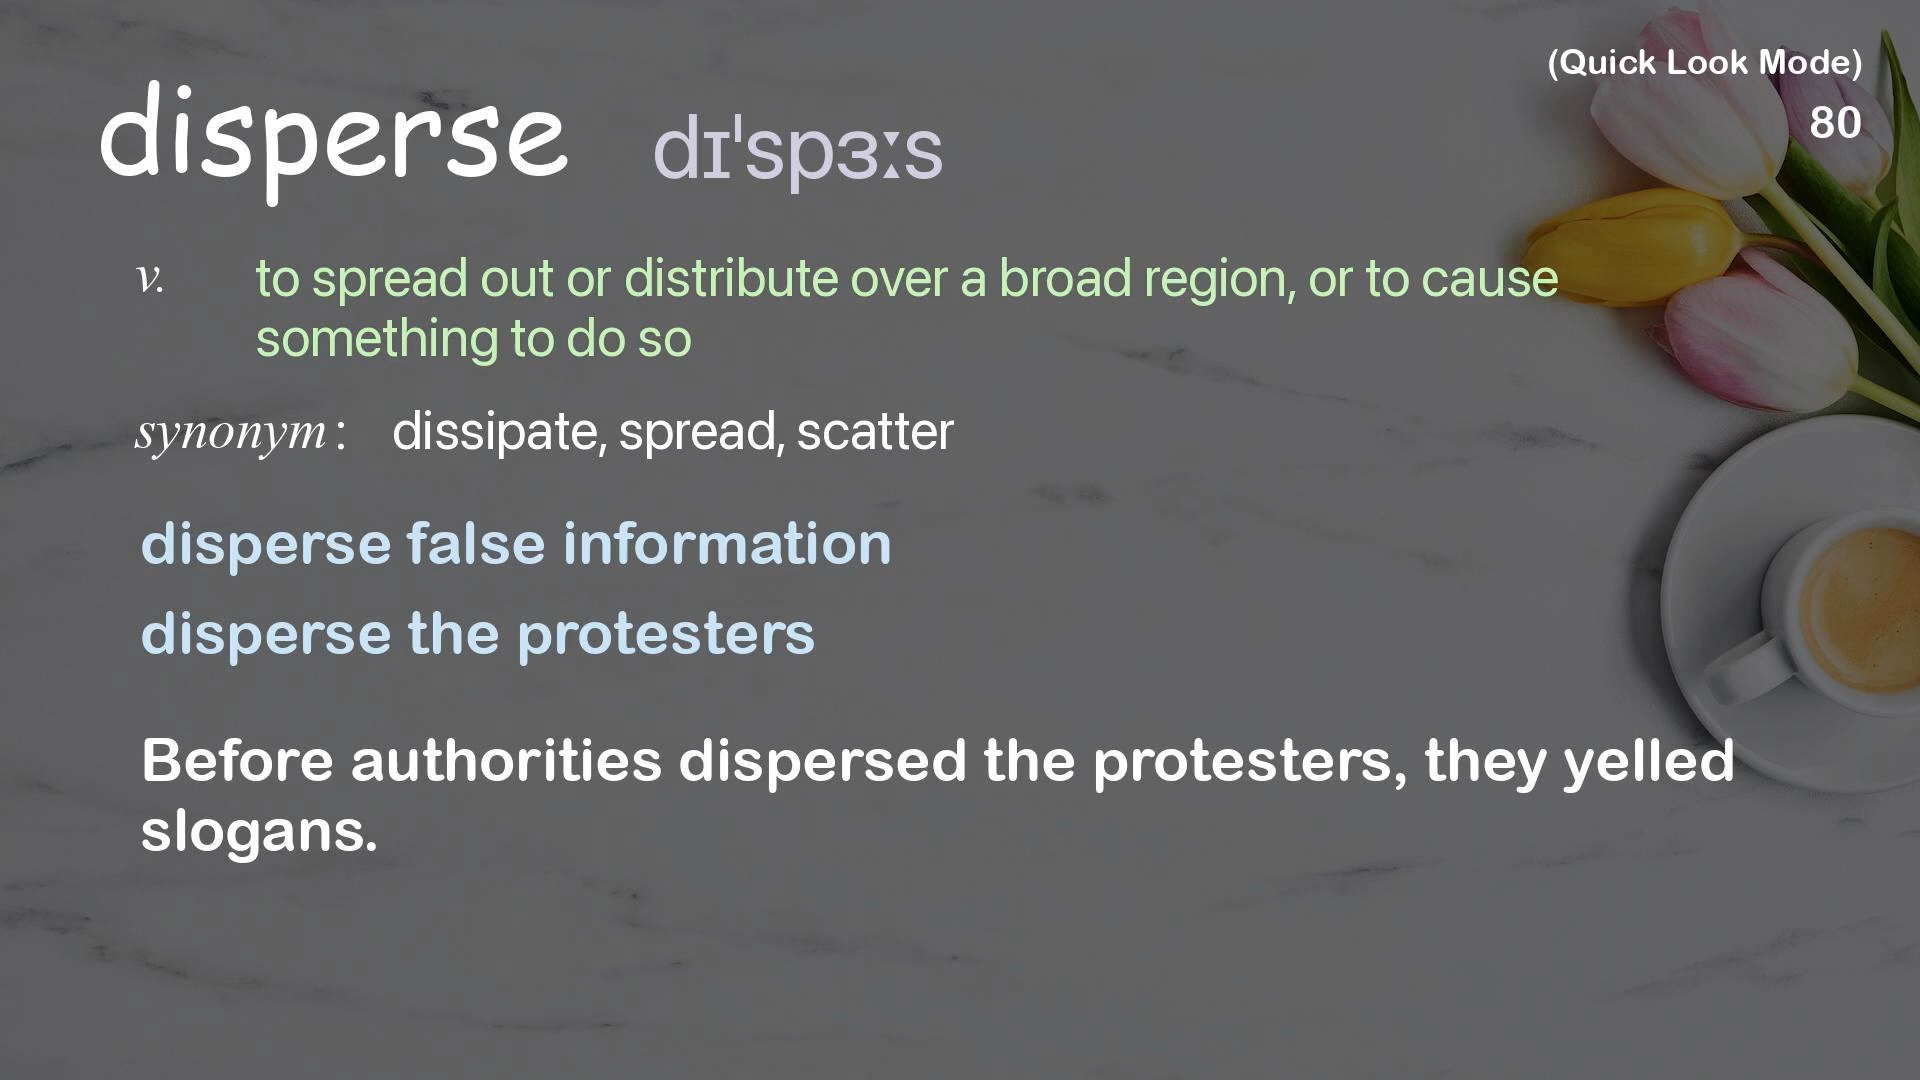 (Quick Look Mode)
80
disperse dɪˈspɜːs
v. to spread out or distribute over a broad region, or to cause
something to do so
synonym : dissipate, spread, scatter
disperse false information
disperse the protesters
Before authorities dispersed the protesters, they yelled
slogans.